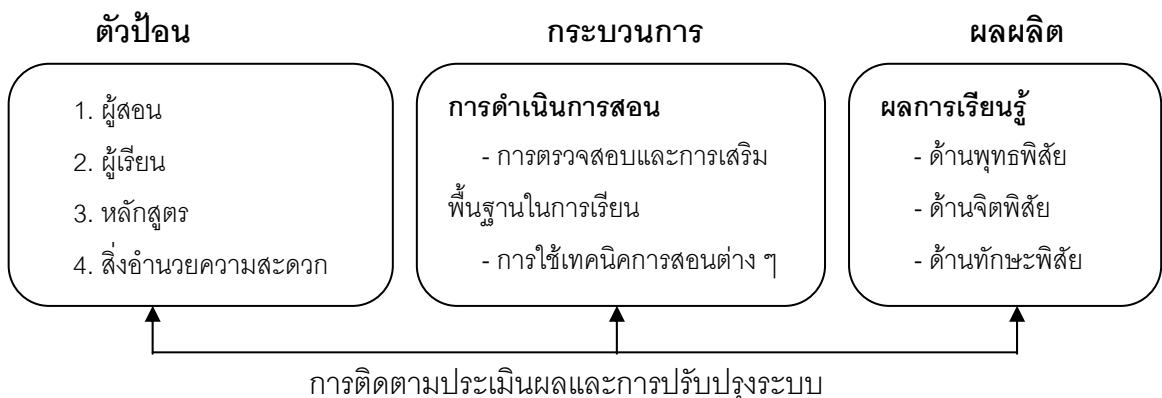 ตัวป้อน
1. ผู้สอน
2. ผู้เรียน
3. หลักสูตร
4. สิ่งอำนวยความสะดวก
กระบวนการ
การดำเนินการสอน
- การตรวจสอบและการเสริม
พื้นฐานในการเรียน
- การใช้เทคนิคการสอนต่าง ๆ
ผลผลิต
ผลการเรียนรู้
- ด้านพุทธพิสัย
- ด้านจิตพิสัย
- ด้านทักษะพิสัย
การติดตามประเมินผลและการปรับปรุงระบบ